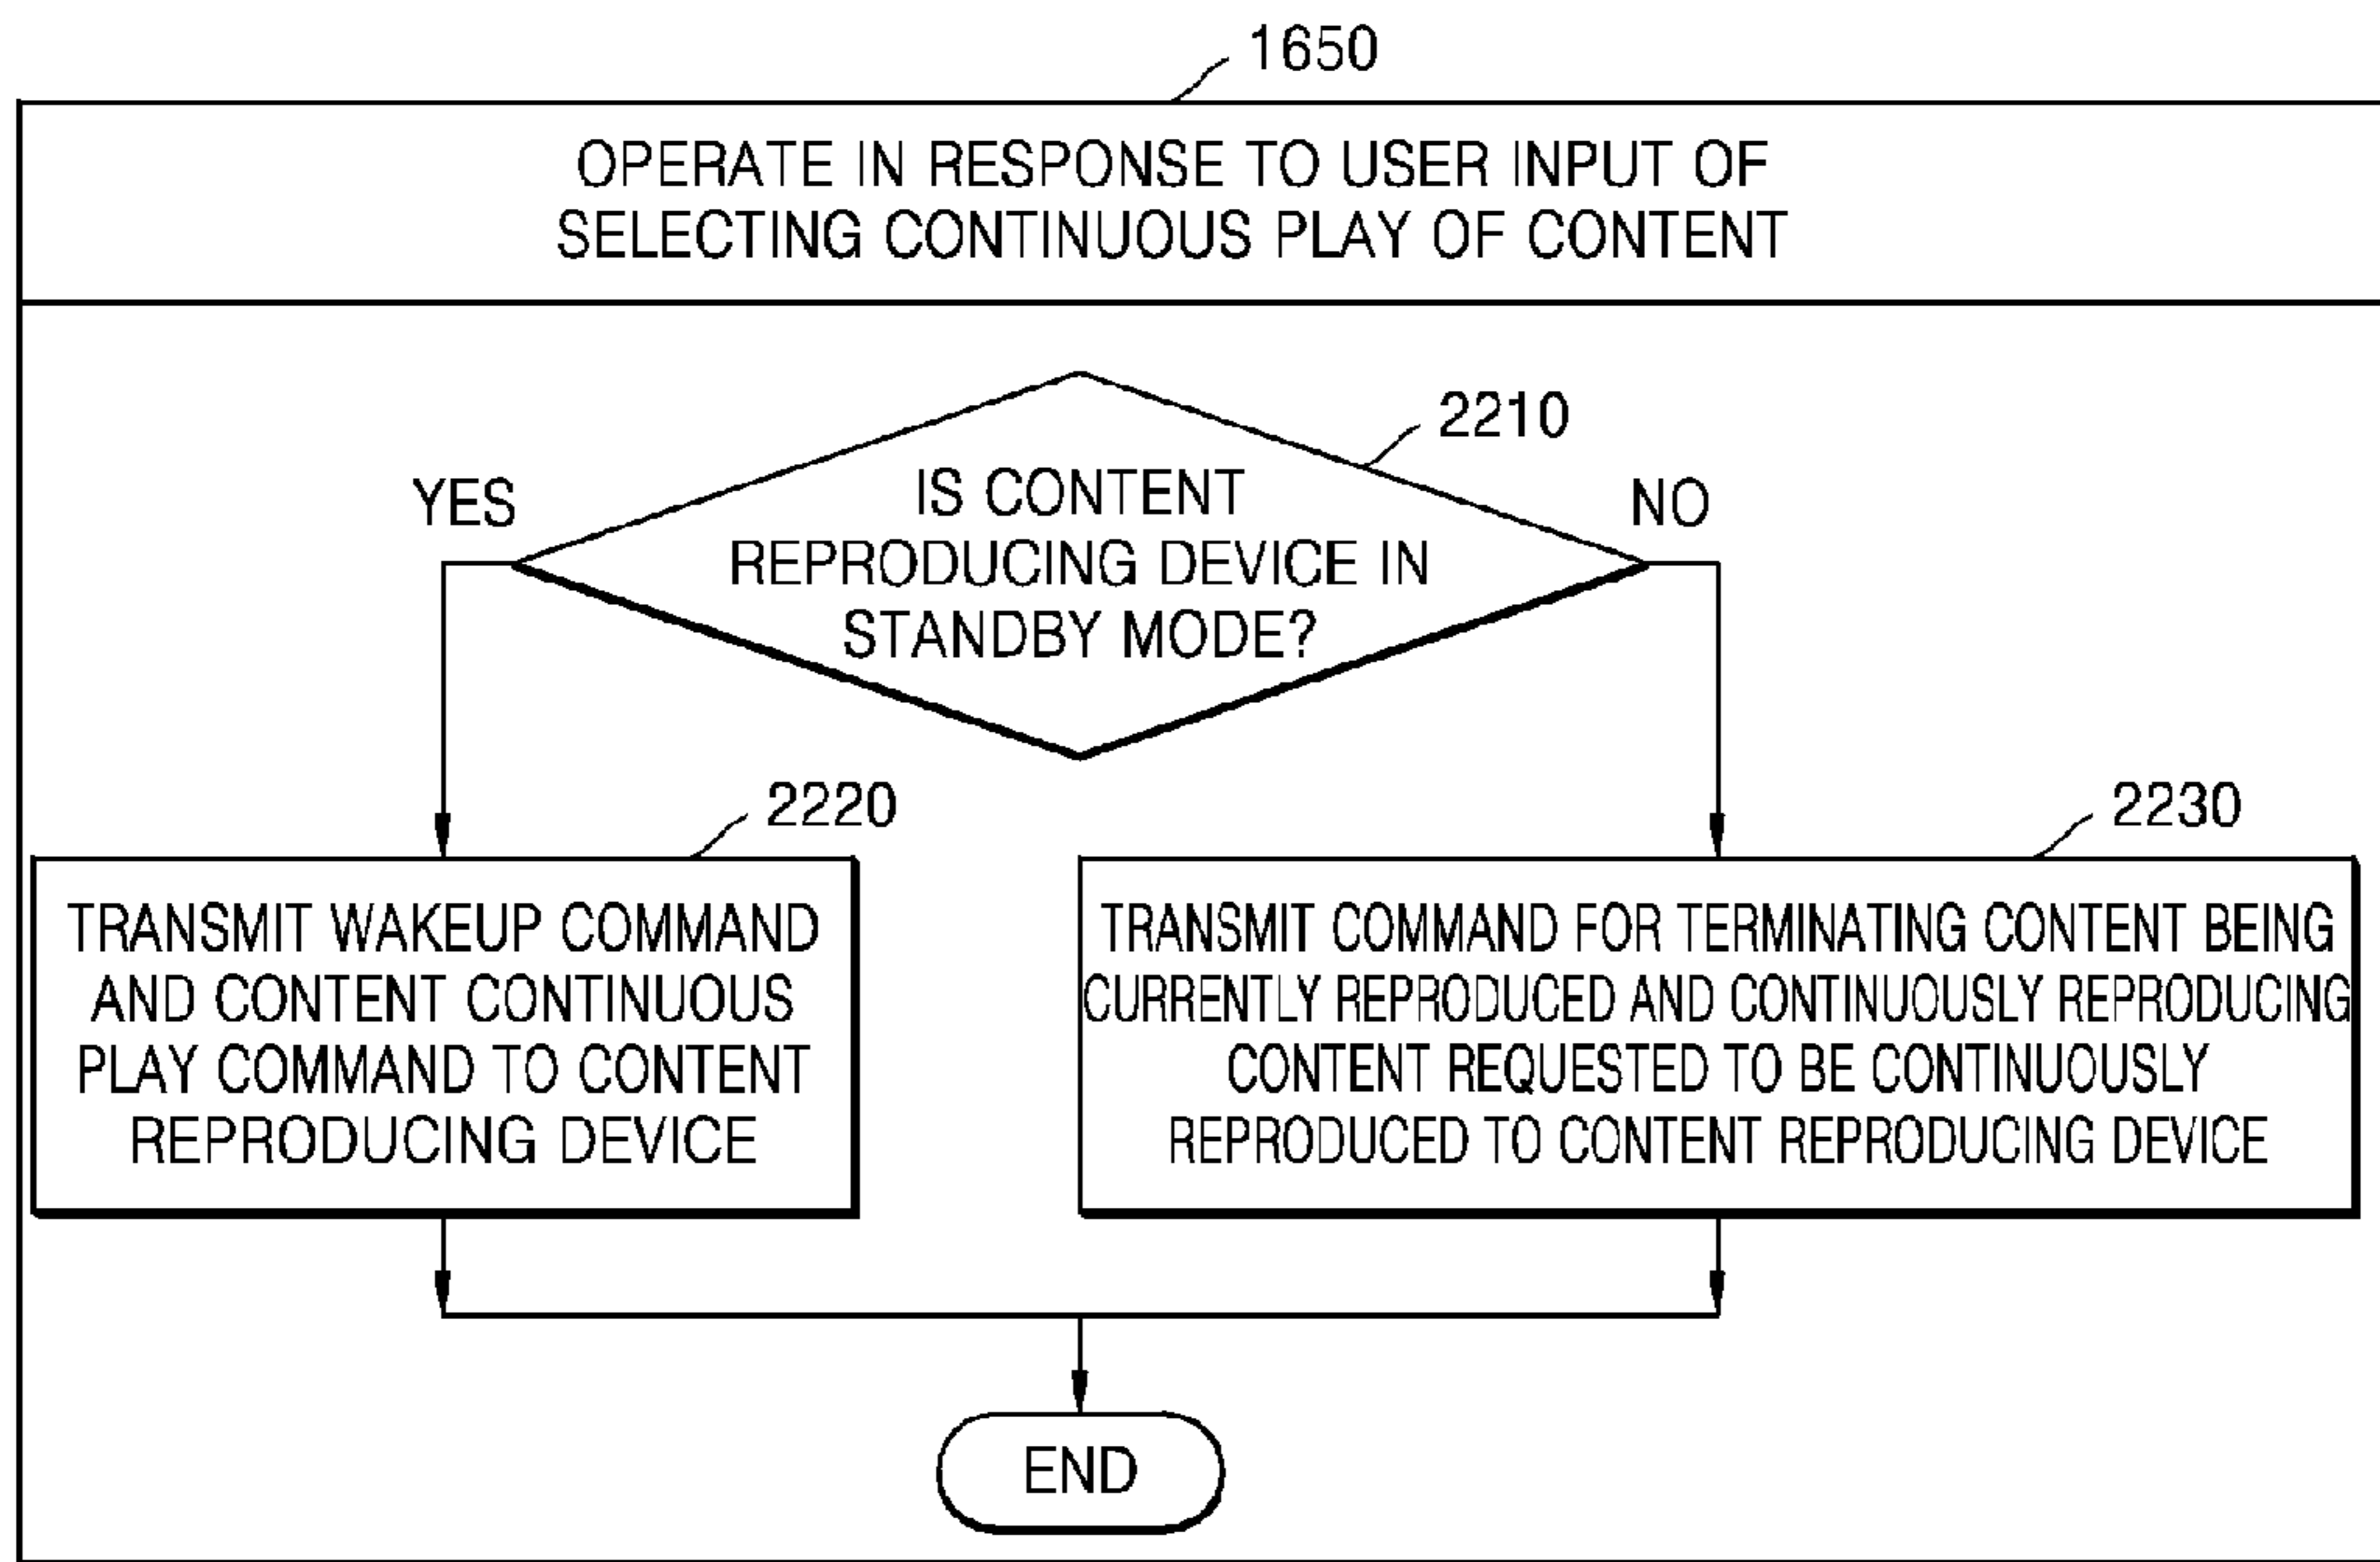 1650
OPERATE IN RESPONSE TO USER INPUT OF
SELECTING CONTINUOUS PLAY OF CONTENT
2210
YES
IS CONTENT
REPRODUCING DEVICE IN
STANDBY MODE?
NO
2220
TRANSMIT WAKEUP COMMAND
AND CONTENT CONTINUOUS
PLAY COMMAND TO CONTENT
REPRODUCING DEVICE
2230
TRANSMIT COMMAND FOR TERMINATING CONTENT BEING
CURRENTLY REPRODUCED AND CONTINUOUSLY REPRODUCING
CONTENT REQUESTED TO BE CONTINUOUSLY
REPRODUCED TO CONTENT REPRODUCING DEVICE
END